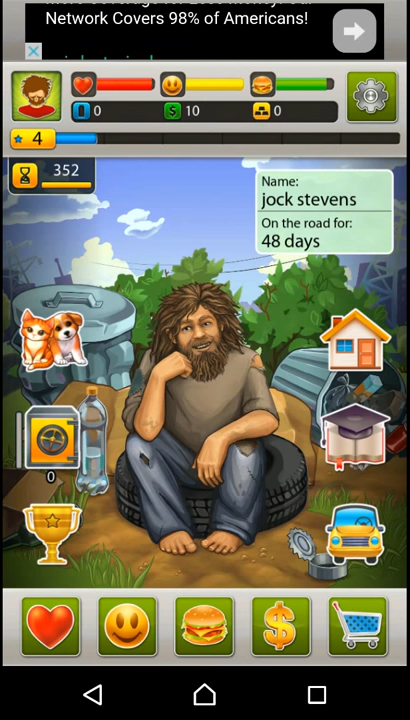 Network Covers 98% of Americans!
0
10
0
4
352
Name:
jock stevens
On the road for:
48 days
0